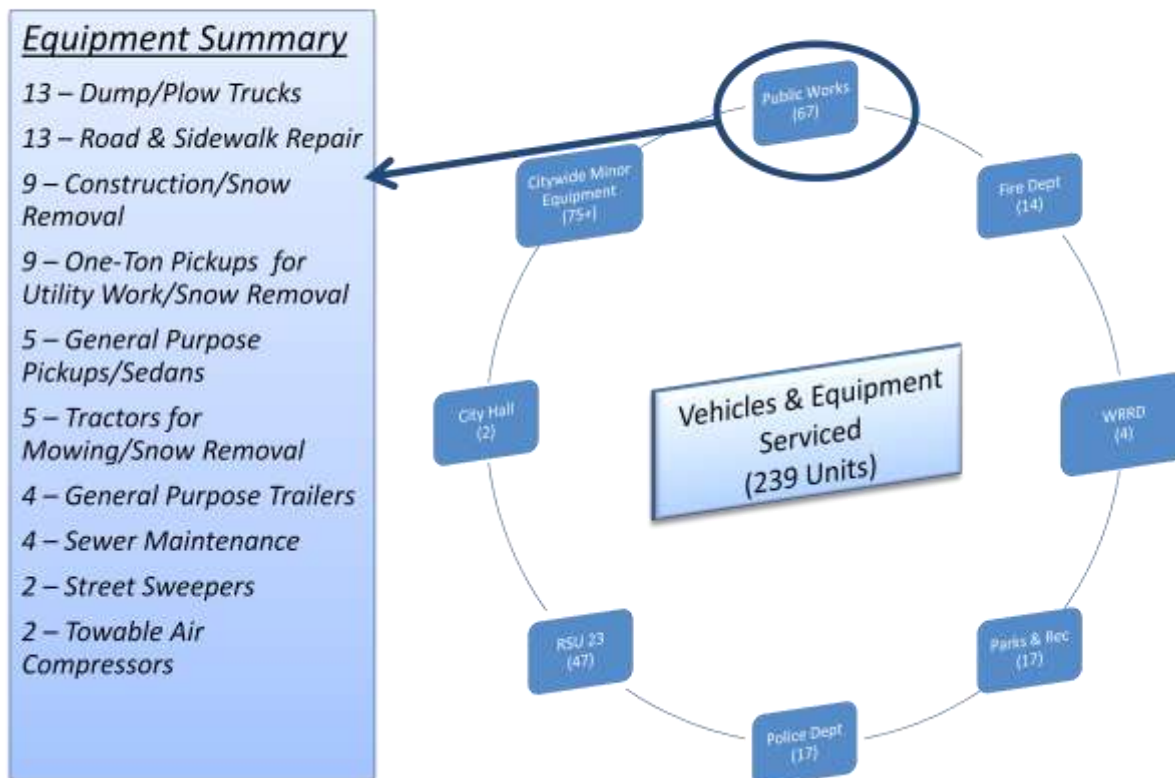 Equipment Summary
13 – Dump/Plow Trucks
13 – Road & Sidewalk Repair
9 – Construction/Snow
Removal
9 – One-Ton Pickups for
Utility Work/Snow Removal
5 – General Purpose
Pickups/Sedans
5 – Tractors for
Mowing/Snow Removal
4 – General Purpose Trailers
4 – Sewer Maintenance
2 – Street Sweepers
2 – Towable Air
Compressors
Public Works
(67)
Fire Dept
(14)
WRRD
(4)
Parks & Rec
(17)
Police Dept
(17)
RSU 23
(47)
City Hall
(2)
Citywide Minor
Equipment
(75+)
Vehicles & Equipment
Serviced
(239 Units)